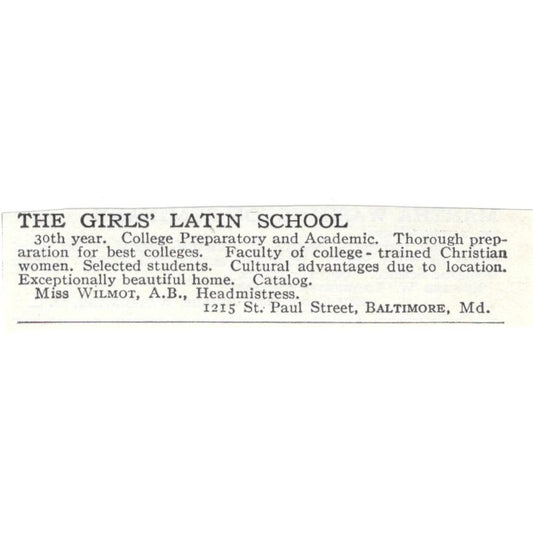 THE GIRLS' LATIN SCHOOL
30th year. College Preparatory and Academic. Thorough prep-
aration for best colleges. Faculty of college-trained Christian
women. Selected students. Cultural advantages due to location.
Exceptionally beautiful home. Catalog.
Miss WILMOT, A.B., Headmistress.
1215 St. Paul Street, BALTIMORE, Md.